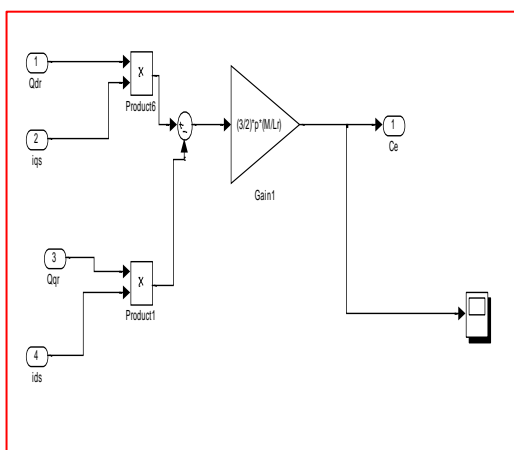 1
Qdr
X
Product6
2
iqs
+
-
(3/2)*p*(M/Lr)
Gain1
1
Ce
3
Qqr
X
Product1
4
ids